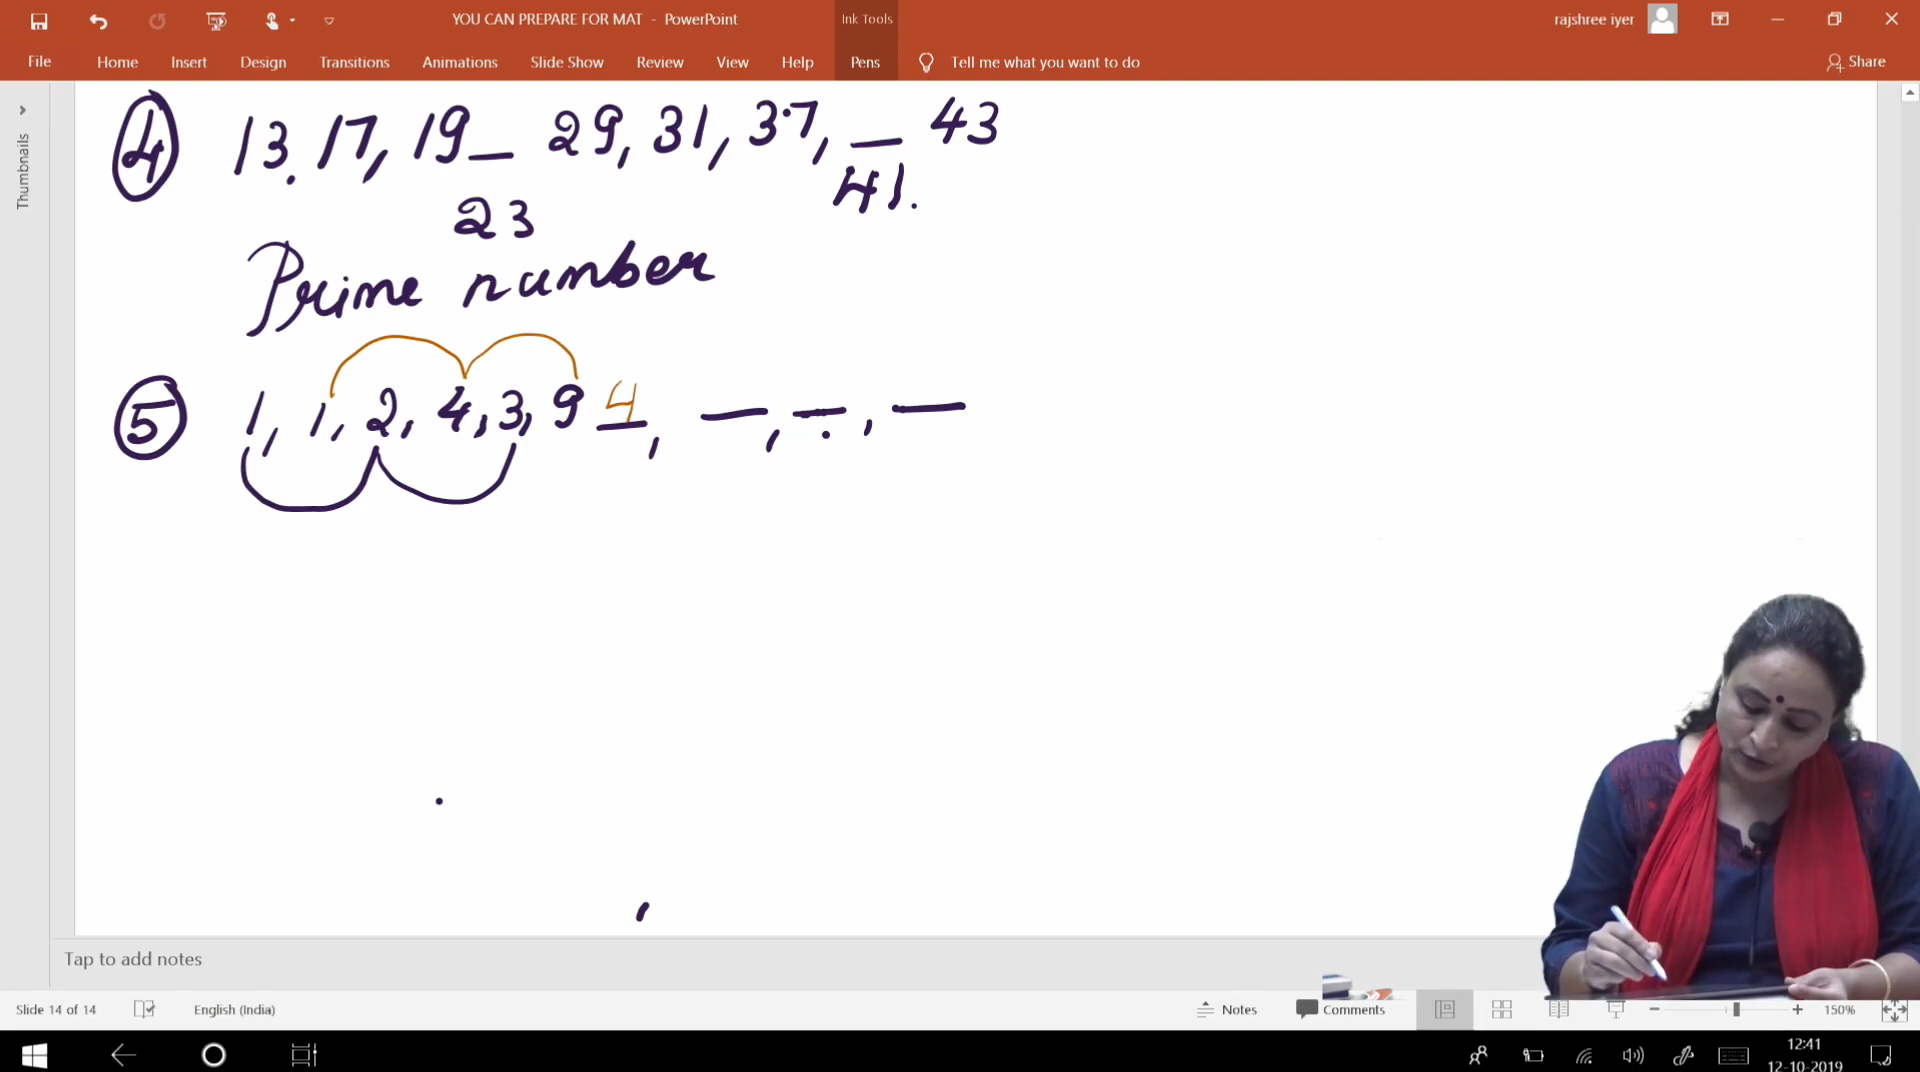 YOU CAN PREPARE FOR MAT - PowerPoint
Ink Tools
rajshree iyer
File Home Insert Design Transitions Animations Slide Show Review View Help Pens Tell me what you want to do Share
Thumbnails
4 13. 17, 19 _ 29, 31, 37, _ 43
23 41.
Prime number
5 1, 1, 2, 4, 3, 9 4, _, _, _
Tap to add notes
Slide 14 of 14 English (India) Notes Comments 150%
12:41
12-10-2019